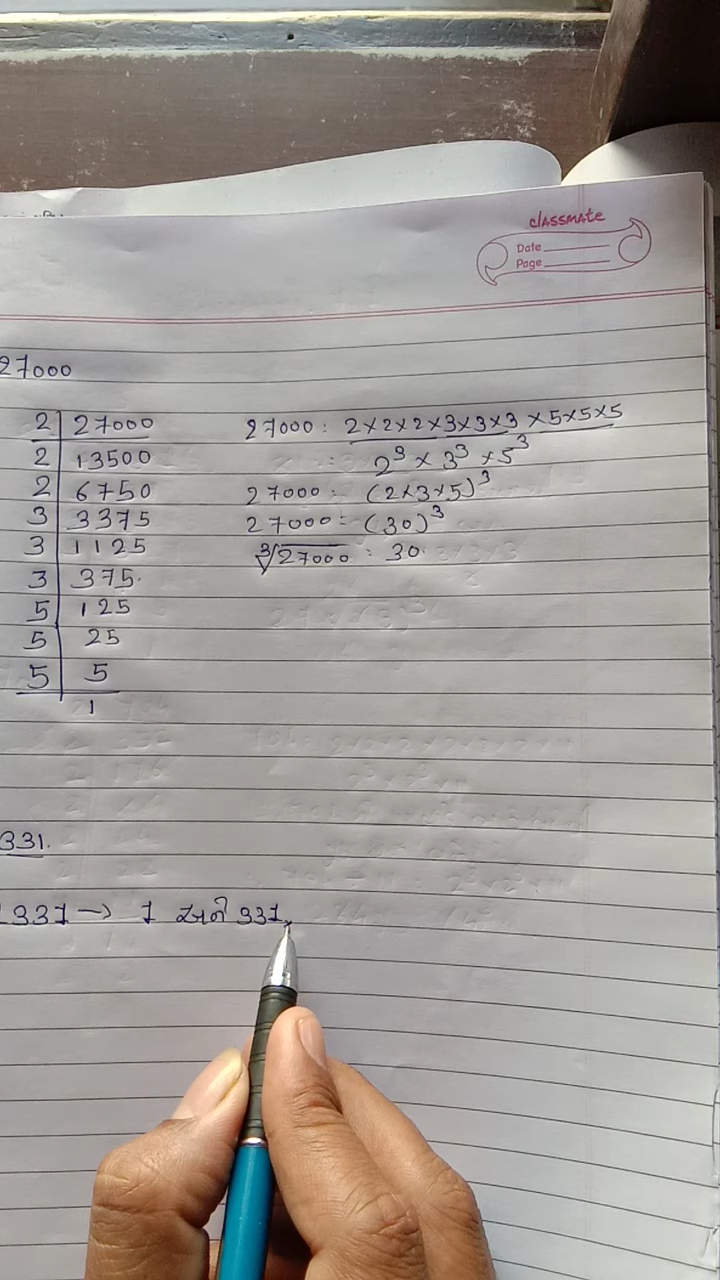 classmate
Date
Page
27000
2 | 27000
2 | 13500
2 | 6750
3 | 3375
3 | 1125
3 | 375.
5 | 125
5 | 25
5 | 5
1
27000 : 2×2×2×3×3×3×5×5×5
: 2³ × 3³ × 5³
27000 : (2×3×5)³
27000 = (30)³
∛27000 : 30.
331.
1331 → 1 અને 331